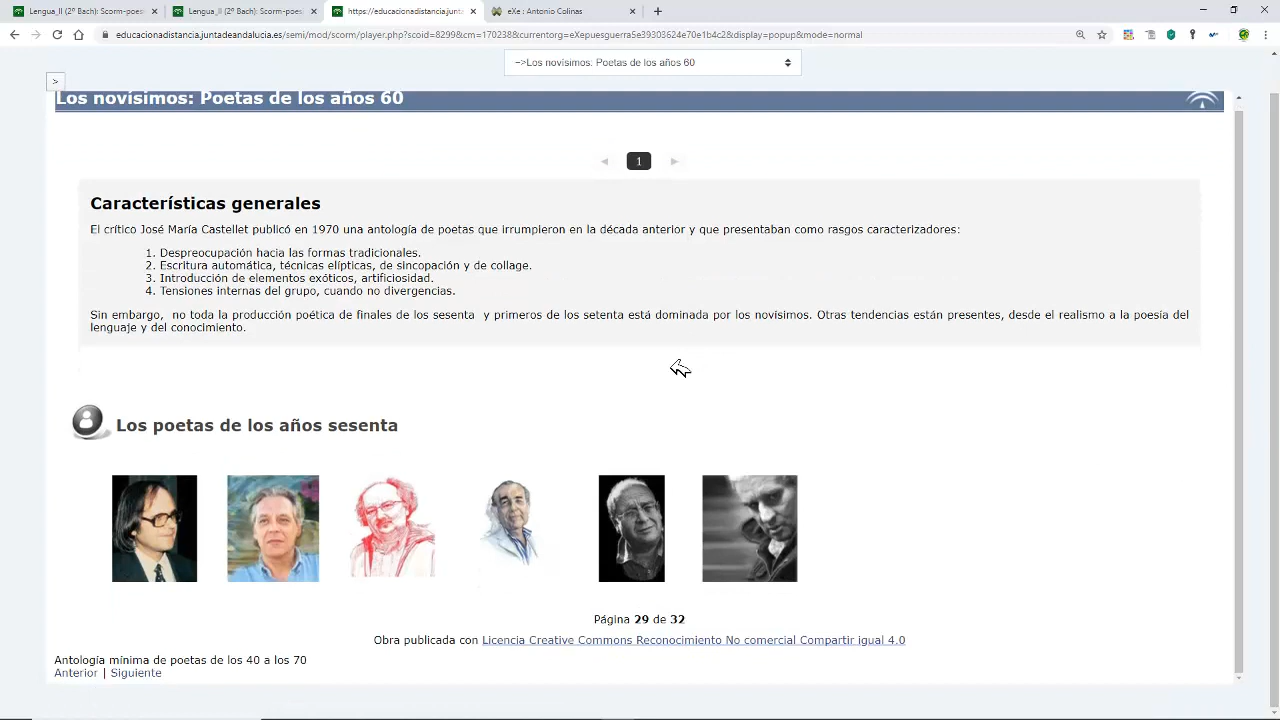 Lengua_II (2º Bach): Scorm-poes
Lengua_II (2º Bach): Scorm-poes
https://educacionadistancia.junta
eXe : Antonio Colinas
educacionadistancia.juntadeandalucia.es/semi/mod/scorm/player.php?scoid=8299&cm=170238&currentorg=eXepuesguerra5e39303624e70e1b4c2&display=popup&mode=normal
->Los novísimos: Poetas de los años 60
>
Los novísimos: Poetas de los años 60
1
Características generales
El crítico José María Castellet publicó en 1970 una antología de poetas que irrumpieron en la década anterior y que presentaban como rasgos caracterizadores:
1. Despreocupación hacia las formas tradicionales.
2. Escritura automática, técnicas elípticas, de sincopación y de collage.
3. Introducción de elementos exóticos, artificiosidad.
4. Tensiones internas del grupo, cuando no divergencias.
Sin embargo, no toda la producción poética de finales de los sesenta y primeros de los setenta está dominada por los novísimos. Otras tendencias están presentes, desde el realismo a la poesía del
lenguaje y del conocimiento.
Los poetas de los años sesenta
Página 29 de 32
Obra publicada con Licencia Creative Commons Reconocimiento No comercial Compartir igual 4.0
Antología mínima de poetas de los 40 a los 70
Anterior | Siguiente